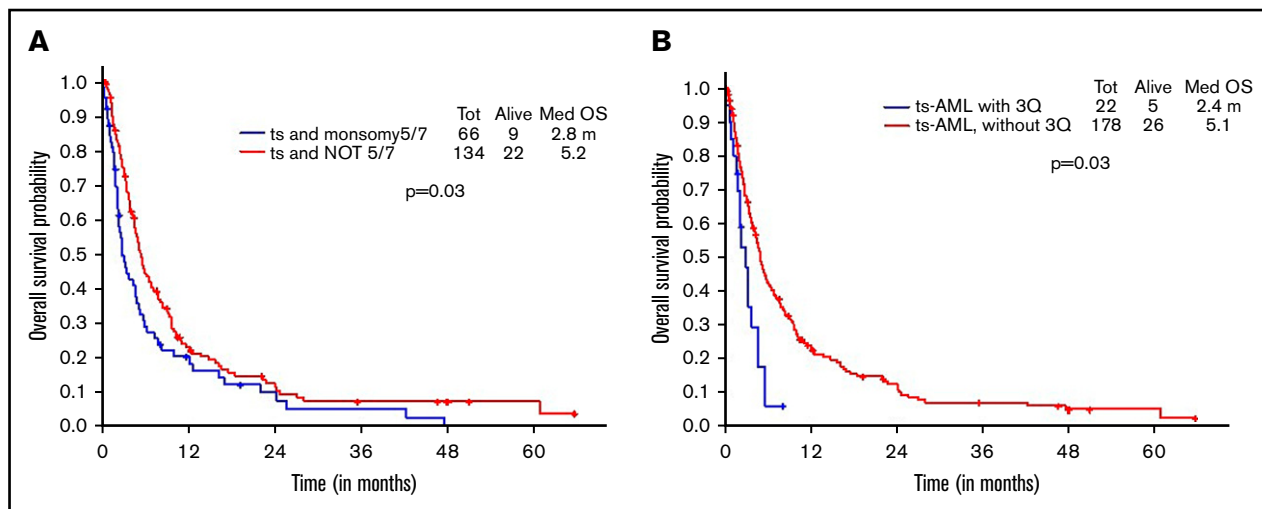 A
Overall survival probability
1.0
0.9
0.8
0.7
0.6
0.5
0.4
0.3
0.2
0.1
0.0
Tot Alive Med OS
ts and monsomy5/7 66 9 2.8 m
ts and NOT 5/7 134 22 5.2
p=0.03
0 12 24 36 48 60
Time (in months)
B
Overall survival probability
1.0
0.9
0.8
0.7
0.6
0.5
0.4
0.3
0.2
0.1
0.0
Tot Alive Med OS
ts-AML with 3Q 22 5 2.4 m
ts-AML, without 3Q 178 26 5.1
p=0.03
0 12 24 36 48 60
Time (in months)